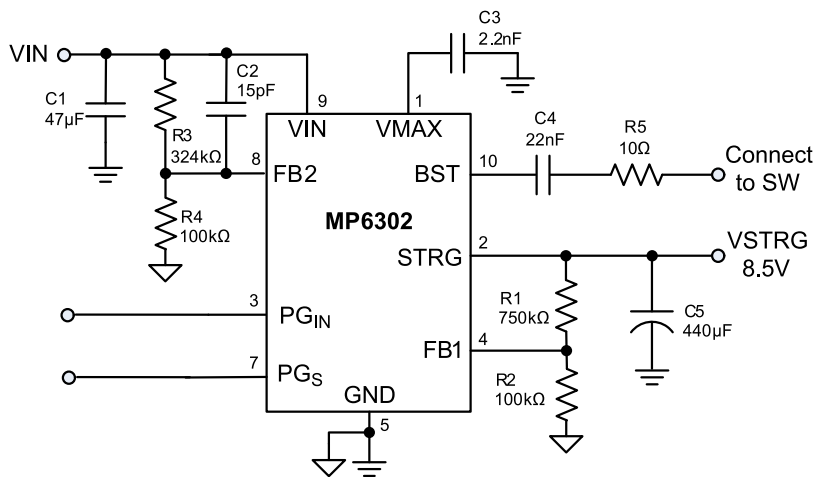 C3
2.2nF
VIN
C1
47µF
R3
324kΩ
C2
15pF
9
VIN
1
VMAX
C4
22nF
R5
10Ω
8
FB2
10
BST
Connect
to SW
R4
100kΩ
MP6302
2
STRG
VSTRG
8.5V
3
PGIN
R1
750kΩ
C5
440µF
7
PGS
4
FB1
R2
100kΩ
GND
5